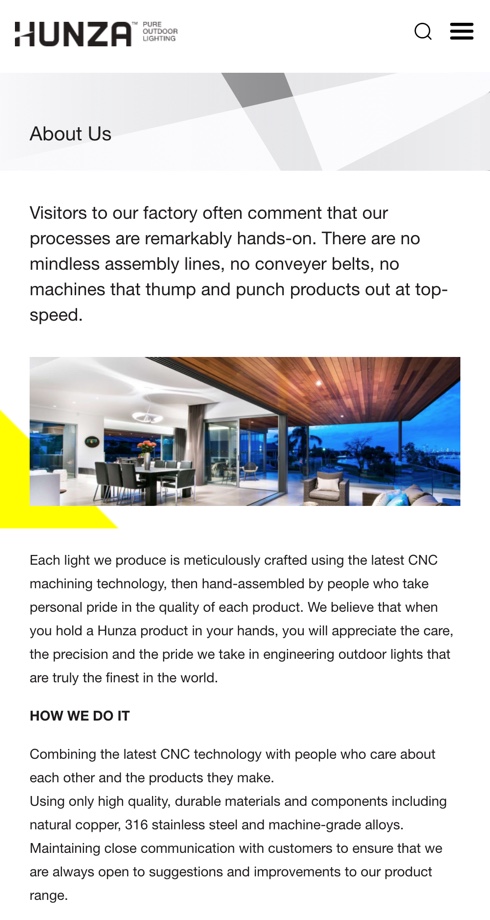 HUNZA™ PURE
OUTDOOR
LIGHTING
About Us
Visitors to our factory often comment that our
processes are remarkably hands-on. There are no
mindless assembly lines, no conveyer belts, no
machines that thump and punch products out at top-
speed.
Each light we produce is meticulously crafted using the latest CNC
machining technology, then hand-assembled by people who take
personal pride in the quality of each product. We believe that when
you hold a Hunza product in your hands, you will appreciate the care,
the precision and the pride we take in engineering outdoor lights that
are truly the finest in the world.
HOW WE DO IT
Combining the latest CNC technology with people who care about
each other and the products they make.
Using only high quality, durable materials and components including
natural copper, 316 stainless steel and machine-grade alloys.
Maintaining close communication with customers to ensure that we
are always open to suggestions and improvements to our product
range.